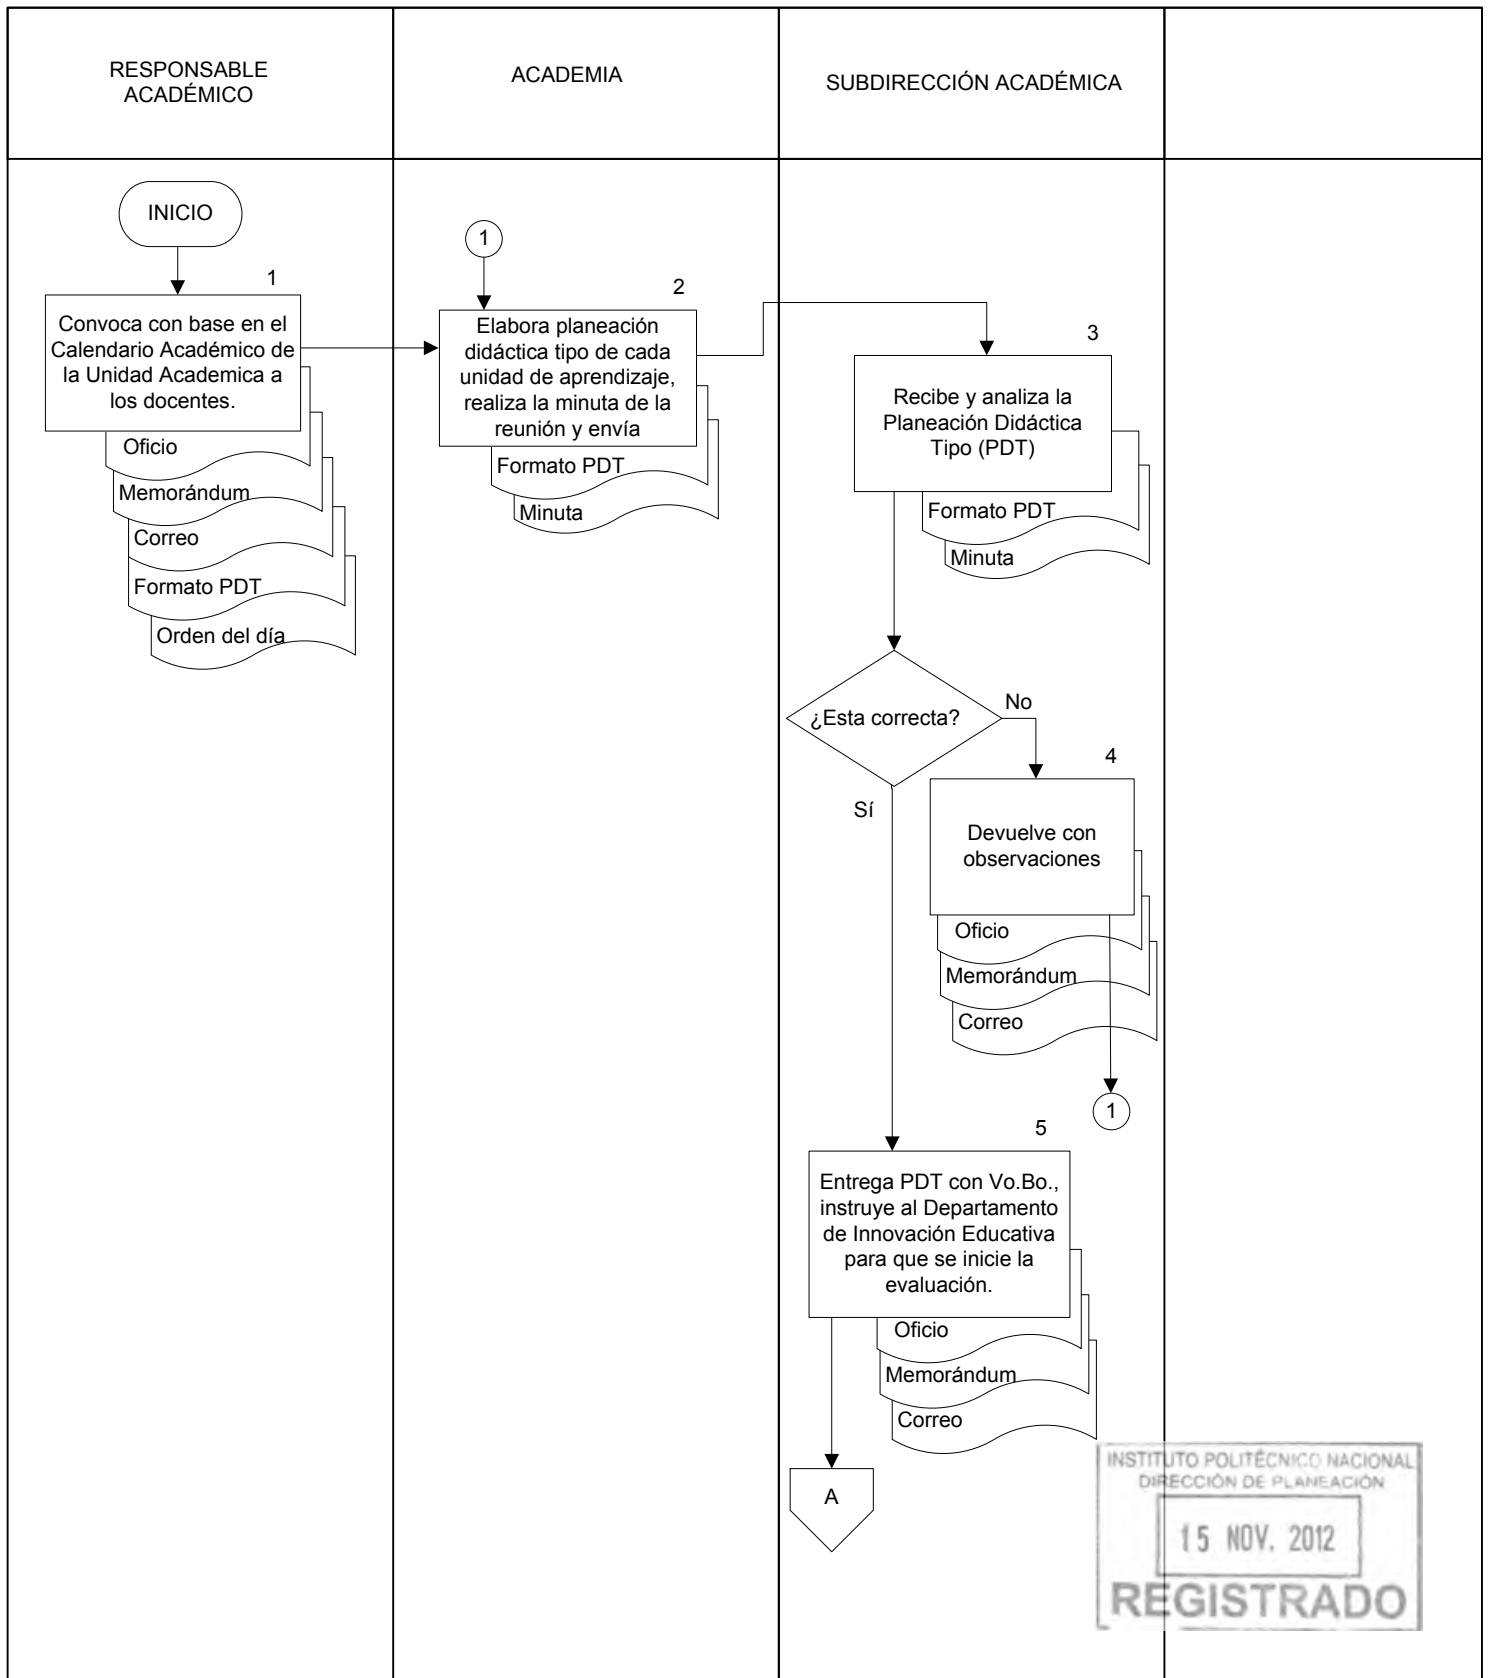 RESPONSABLE
ACADÉMICO
ACADEMIA
SUBDIRECCIÓN ACADÉMICA
INICIO
1
Convoca con base en el
Calendario Académico de
la Unidad Academica a
los docentes.
Oficio
Memorándum
Correo
Formato PDT
Orden del día
1
2
Elabora planeación
didáctica tipo de cada
unidad de aprendizaje,
realiza la minuta de la
reunión y envía
Formato PDT
Minuta
3
Recibe y analiza la
Planeación Didáctica
Tipo (PDT)
Formato PDT
Minuta
¿Esta correcta?
No
Sí
4
Devuelve con
observaciones
Oficio
Memorándum
Correo
1
5
Entrega PDT con Vo.Bo.,
instruye al Departamento
de Innovación Educativa
para que se inicie la
evaluación.
Oficio
Memorándum
Correo
A
INSTITUTO POLITÉCNICO NACIONAL
DIRECCIÓN DE PLANEACIÓN
15 NOV. 2012
REGISTRADO